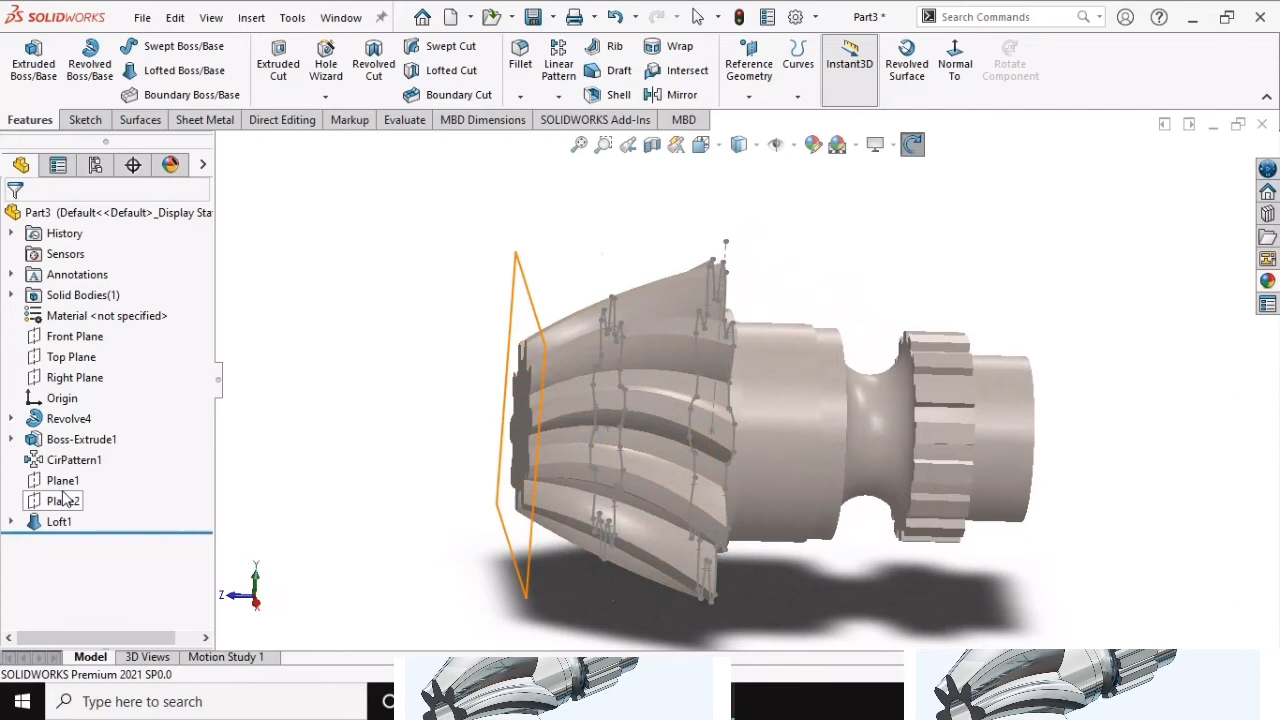 SOLIDWORKS File Edit View Insert Tools Window Part3 * Search Commands
Extruded Boss/Base Revolved Boss/Base Swept Boss/Base Lofted Boss/Base Boundary Boss/Base Extruded Cut Hole Wizard Revolved Cut Swept Cut Lofted Cut Boundary Cut Fillet Linear Pattern Rib Draft Shell Wrap Intersect Mirror Reference Geometry Curves Instant3D Revolved Surface Normal To Rotate Component
Features Sketch Surfaces Sheet Metal Direct Editing Markup Evaluate MBD Dimensions SOLIDWORKS Add-Ins MBD
Part3 (Default<<Default>_Display Sta
History
Sensors
Annotations
Solid Bodies(1)
Material <not specified>
Front Plane
Top Plane
Right Plane
Origin
Revolve4
Boss-Extrude1
CirPattern1
Plane1
Plane2
Loft1
Y
Z
X
Model 3D Views Motion Study 1
SOLIDWORKS Premium 2021 SP0.0
Type here to search